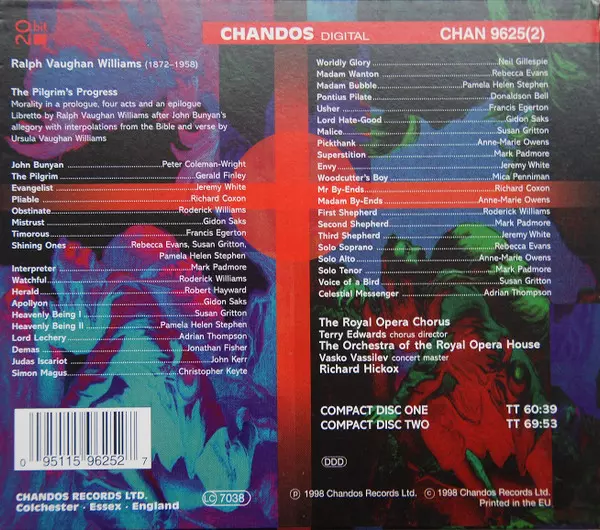 20 bit
CHANDOS DIGITAL
CHAN 9625(2)
Ralph Vaughan Williams (1872–1958)
The Pilgrim's Progress
Morality in a prologue, four acts and an epilogue
Libretto by Ralph Vaughan Williams after John Bunyan's
allegory with interpolations from the Bible and verse by
Ursula Vaughan Williams
John Bunyan Peter Coleman-Wright
The Pilgrim Gerald Finley
Evangelist Jeremy White
Pliable Richard Coxon
Obstinate Roderick Williams
Mistrust Gidon Saks
Timorous Francis Egerton
Shining Ones Rebecca Evans, Susan Gritton,
Pamela Helen Stephen
Interpreter Mark Padmore
Watchful Roderick Williams
Herald Robert Hayward
Apollyon Gidon Saks
Heavenly Being I Susan Gritton
Heavenly Being II Pamela Helen Stephen
Lord Lechery Adrian Thompson
Demas Jonathan Fisher
Judas Iscariot John Kerr
Simon Magus Christopher Keyte
Worldly Glory Neil Gillespie
Madam Wanton Rebecca Evans
Madam Bubble Pamela Helen Stephen
Pontius Pilate Donaldson Bell
Usher Francis Egerton
Lord Hate-Good Gidon Saks
Malice Susan Gritton
Pickthank Anne-Marie Owens
Superstition Mark Padmore
Envy Jeremy White
Woodcutter's Boy Mica Penniman
Mr By-Ends Richard Coxon
Madam By-Ends Anne-Marie Owens
First Shepherd Roderick Williams
Second Shepherd Mark Padmore
Third Shepherd Jeremy White
Solo Soprano Rebecca Evans
Solo Alto Anne-Marie Owens
Solo Tenor Mark Padmore
Voice of a Bird Susan Gritton
Celestial Messenger Adrian Thompson
The Royal Opera Chorus
Terry Edwards chorus director
The Orchestra of the Royal Opera House
Vasko Vassilev concert master
Richard Hickox
COMPACT DISC ONE TT 60:39
COMPACT DISC TWO TT 69:53
DDD
0 95115 96252 7
CHANDOS RECORDS LTD.
Colchester · Essex · England
LC 7038
℗ 1998 Chandos Records Ltd. © 1998 Chandos Records Ltd.
Printed in the EU